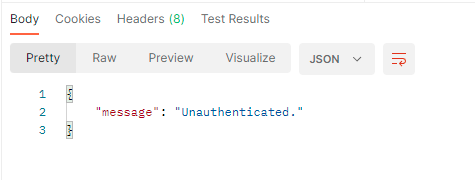 Body Cookies Headers (8) Test Results
Pretty Raw Preview Visualize JSON
1 {
2 "message": "Unauthenticated."
3 }